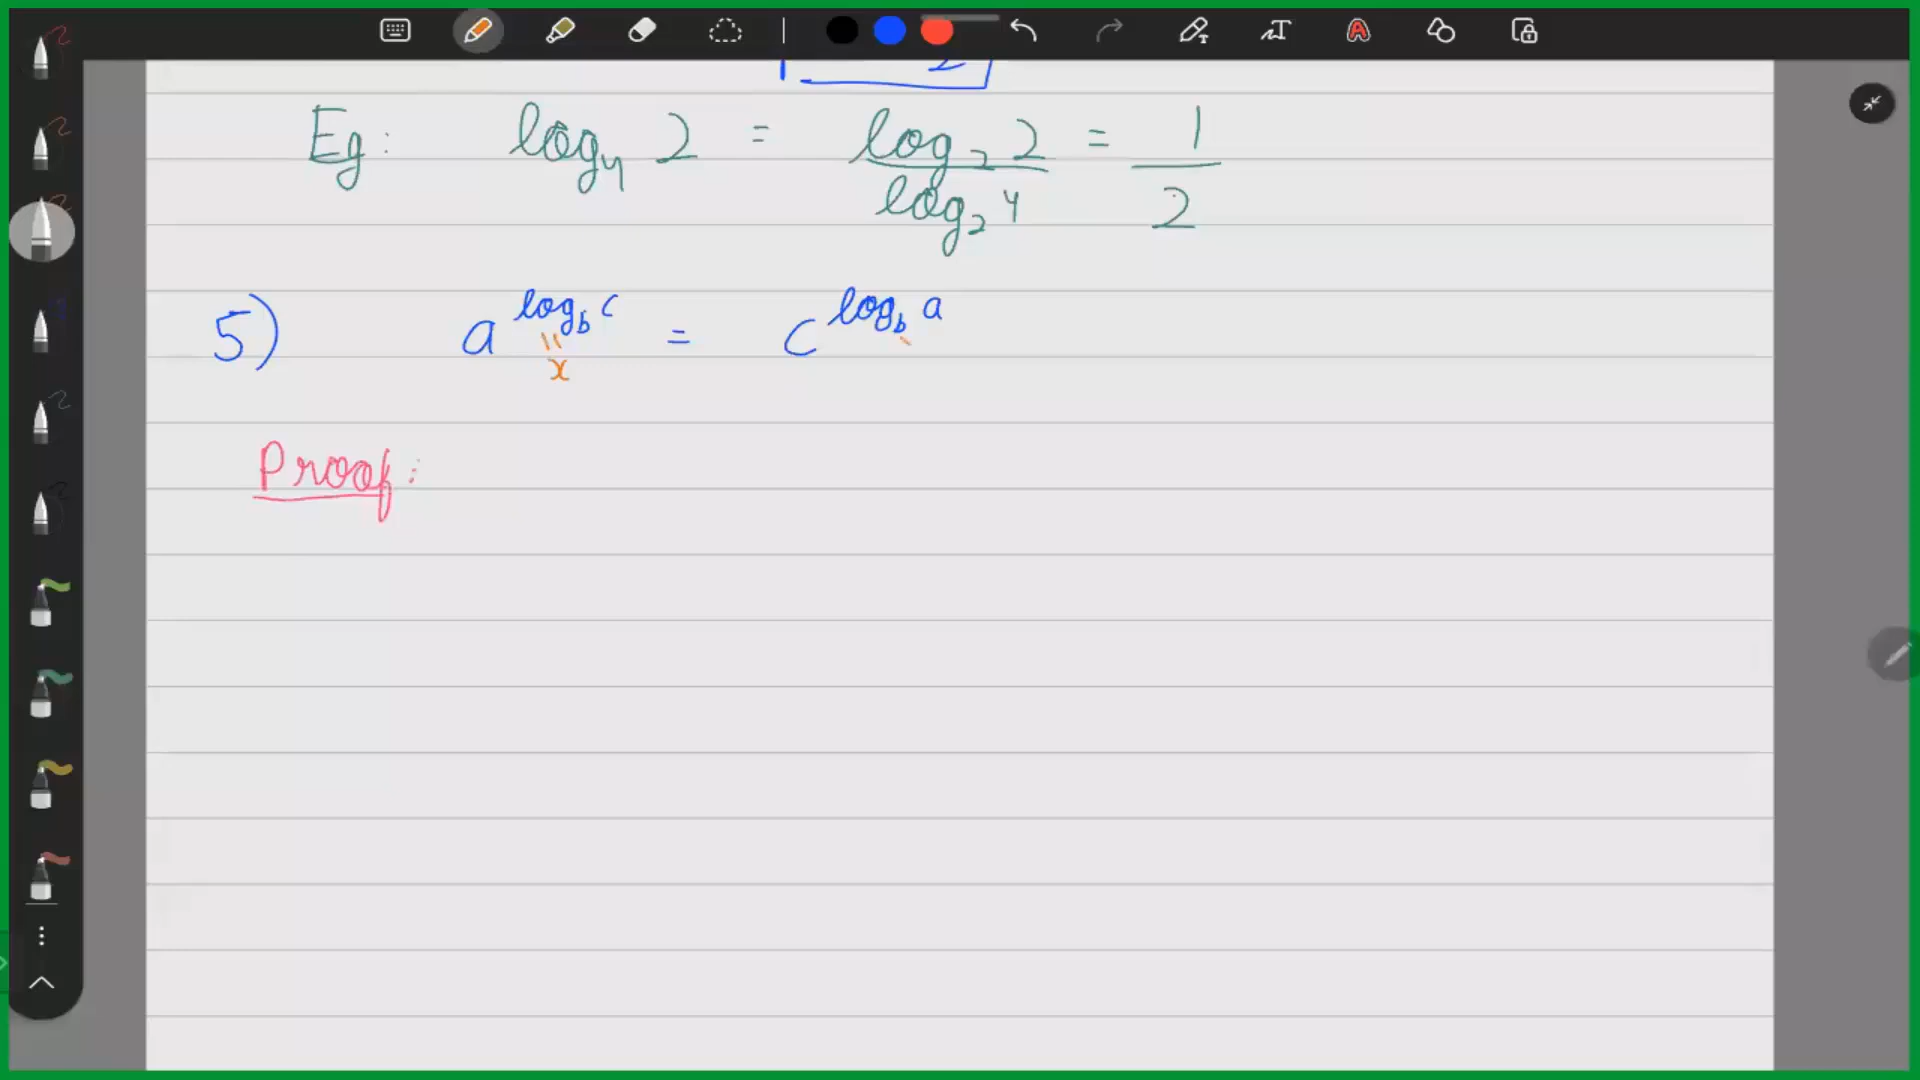 Eg: log₄ 2 = log₂ 2 / log₂ 4 = 1 / 2
5) a^(log_b c) = c^(log_b a)
" x
Proof: